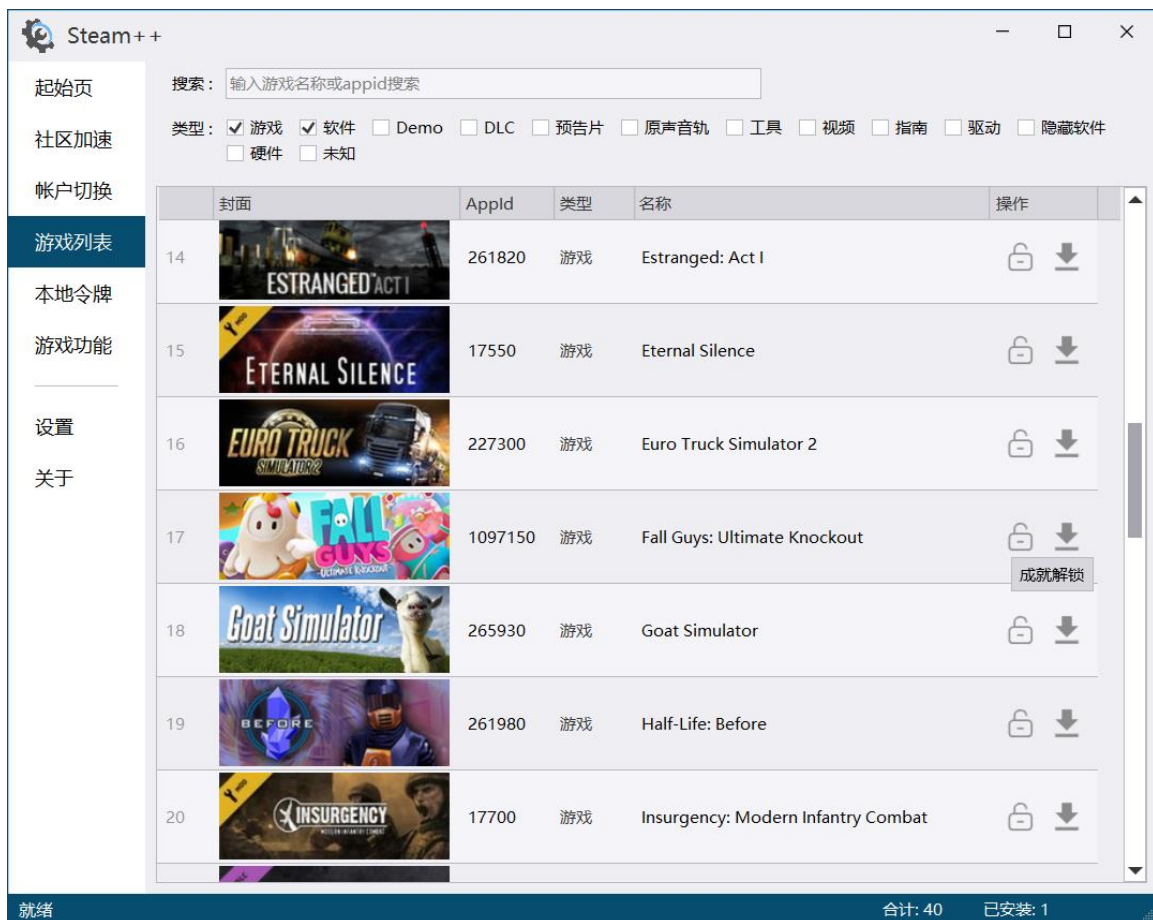 Steam++
起始页
社区加速
帐户切换
游戏列表
本地令牌
游戏功能
设置
关于
搜索： 输入游戏名称或appid搜索
类型： 游戏 软件 Demo DLC 预告片 原声音轨 工具 视频 指南 驱动 隐藏软件
硬件 未知
封面 AppId 类型 名称 操作
14 ESTRANGED ACT I 261820 游戏 Estranged: Act I
15 MOD ETERNAL SILENCE 17550 游戏 Eternal Silence
16 EURO TRUCK SIMULATOR 2 227300 游戏 Euro Truck Simulator 2
17 FALL GUYS ULTIMATE KNOCKOUT 1097150 游戏 Fall Guys: Ultimate Knockout
成就解锁
18 Goat Simulator 265930 游戏 Goat Simulator
19 BEFORE 261980 游戏 Half-Life: Before
20 MOD INSURGENCY MODERN INFANTRY COMBAT 17700 游戏 Insurgency: Modern Infantry Combat
就绪 合计: 40 已安装: 1